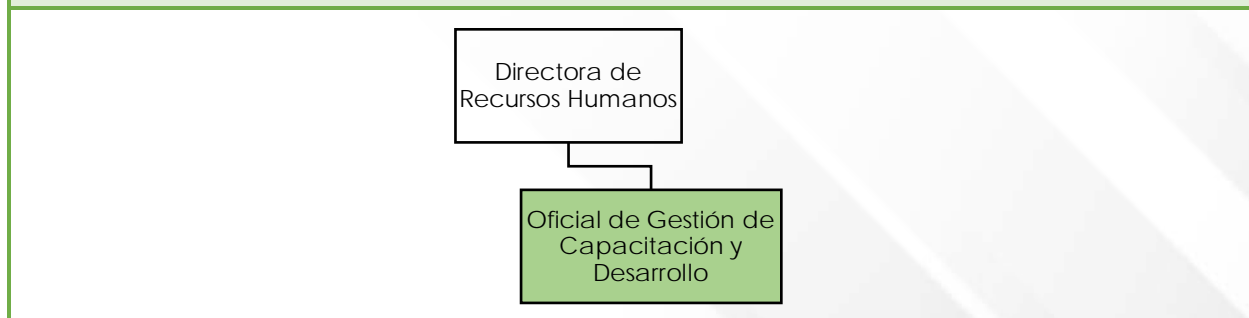 Directora de
Recursos Humanos
Oficial de Gestión de
Capacitación y
Desarrollo